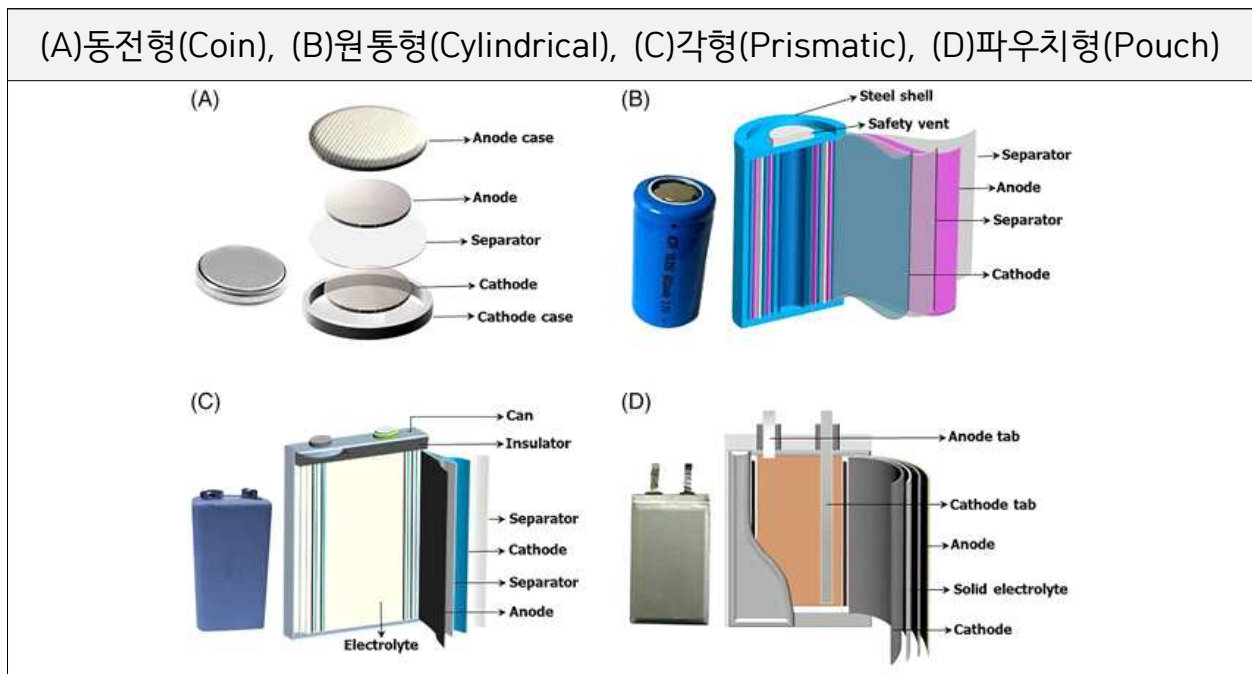 (A)동전형(Coin), (B)원통형(Cylindrical), (C)각형(Prismatic), (D)파우치형(Pouch)
(A)
Anode case
Anode
Separator
Cathode
Cathode case
(B)
Steel shell
Safety vent
Separator
Anode
Separator
Cathode
(C)
Can
Insulator
Separator
Cathode
Separator
Anode
Electrolyte
(D)
Anode tab
Cathode tab
Anode
Solid electrolyte
Cathode